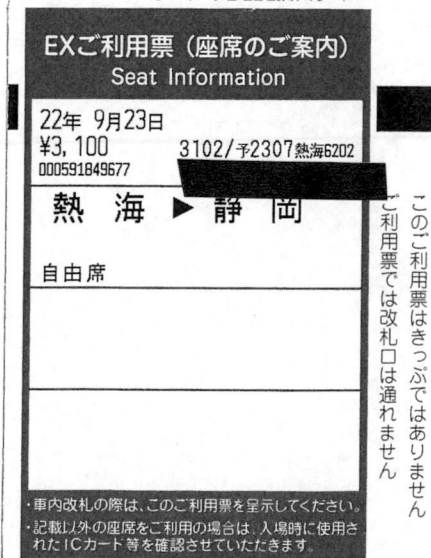 EXご利用票（座席のご案内）
Seat Information
22年 9月23日
¥3,100
3102/予2307熱海6202
000591849677
熱 海 ▶ 静 岡
自由席
・車内改札の際は、このご利用票を呈示してください。
・記載以外の座席をご利用の場合は、入場時に使用さ
れたICカード等を確認させていただきます。
このご利用票はきっぷではありません
ご利用票では改札口は通れません